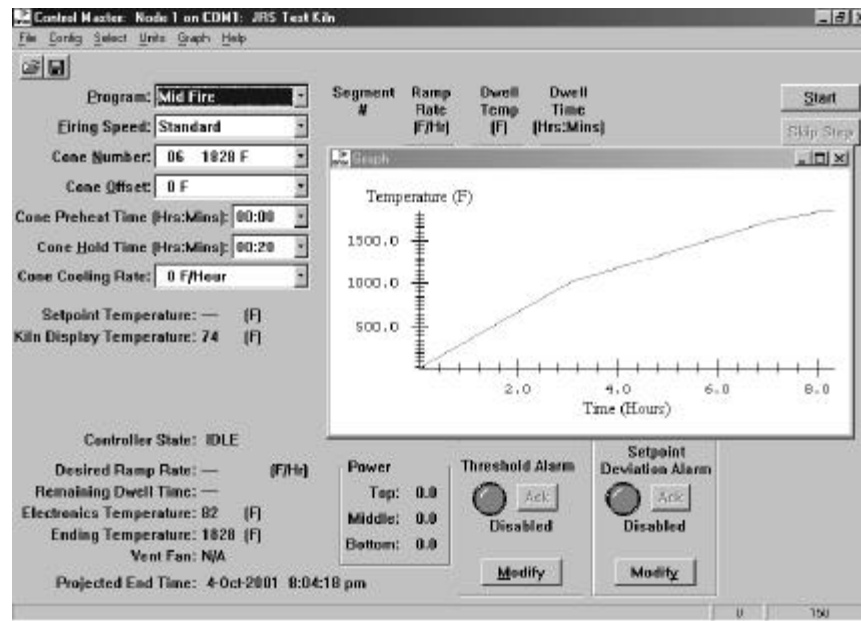 Control Master: Node 1 on COM1: JRS Test Kiln
File Config Select Units Graph Help
Program: Mid Fire
Firing Speed: Standard
Cone Number: 06 1828 F
Cone Offset: 0 F
Cone Preheat Time (Hrs:Mins): 00:00
Cone Hold Time (Hrs:Mins): 00:20
Cone Cooling Rate: 0 F/Hour
Setpoint Temperature: --- (F)
Kiln Display Temperature: 74 (F)
Segment # Ramp Rate (F/Hr) Dwell Temp (F) Dwell Time (Hrs:Mins)
Start
Skip Step
Graph
Temperature (F)
1500.0
1000.0
500.0
2.0 4.0 6.0 8.0
Time (Hours)
Controller State: IDLE
Desired Ramp Rate: --- (F/Hr)
Remaining Dwell Time: ---
Electronics Temperature: 82 (F)
Ending Temperature: 1828 (F)
Vent Fan: N/A
Projected End Time: 4-Oct-2001 8:04:18 pm
Power
Top: 0.0
Middle: 0.0
Bottom: 0.0
Threshold Alarm
Ack
Disabled
Modify
Setpoint
Deviation Alarm
Ack
Disabled
Modify
0 750